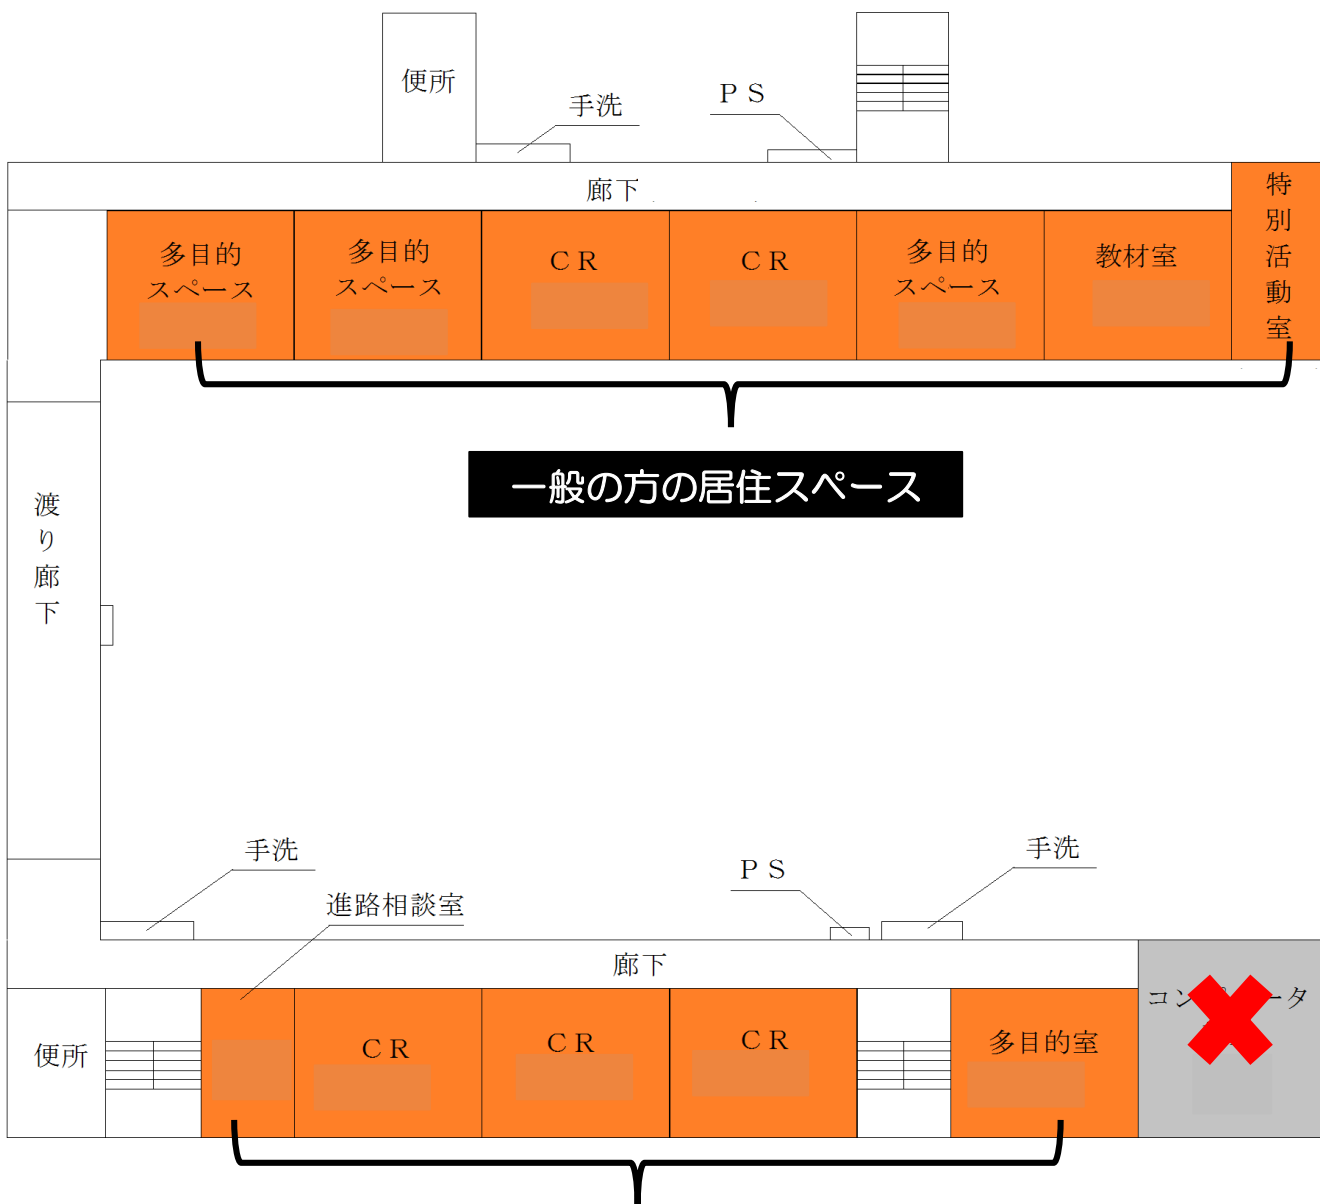 便所
手洗
ＰＳ
廊下
多目的
スペース
多目的
スペース
ＣＲ
ＣＲ
多目的
スペース
教材室
特別活動室
一般の方の居住スペース
渡り廊下
手洗
進路相談室
ＰＳ
手洗
廊下
便所
ＣＲ
ＣＲ
ＣＲ
多目的室